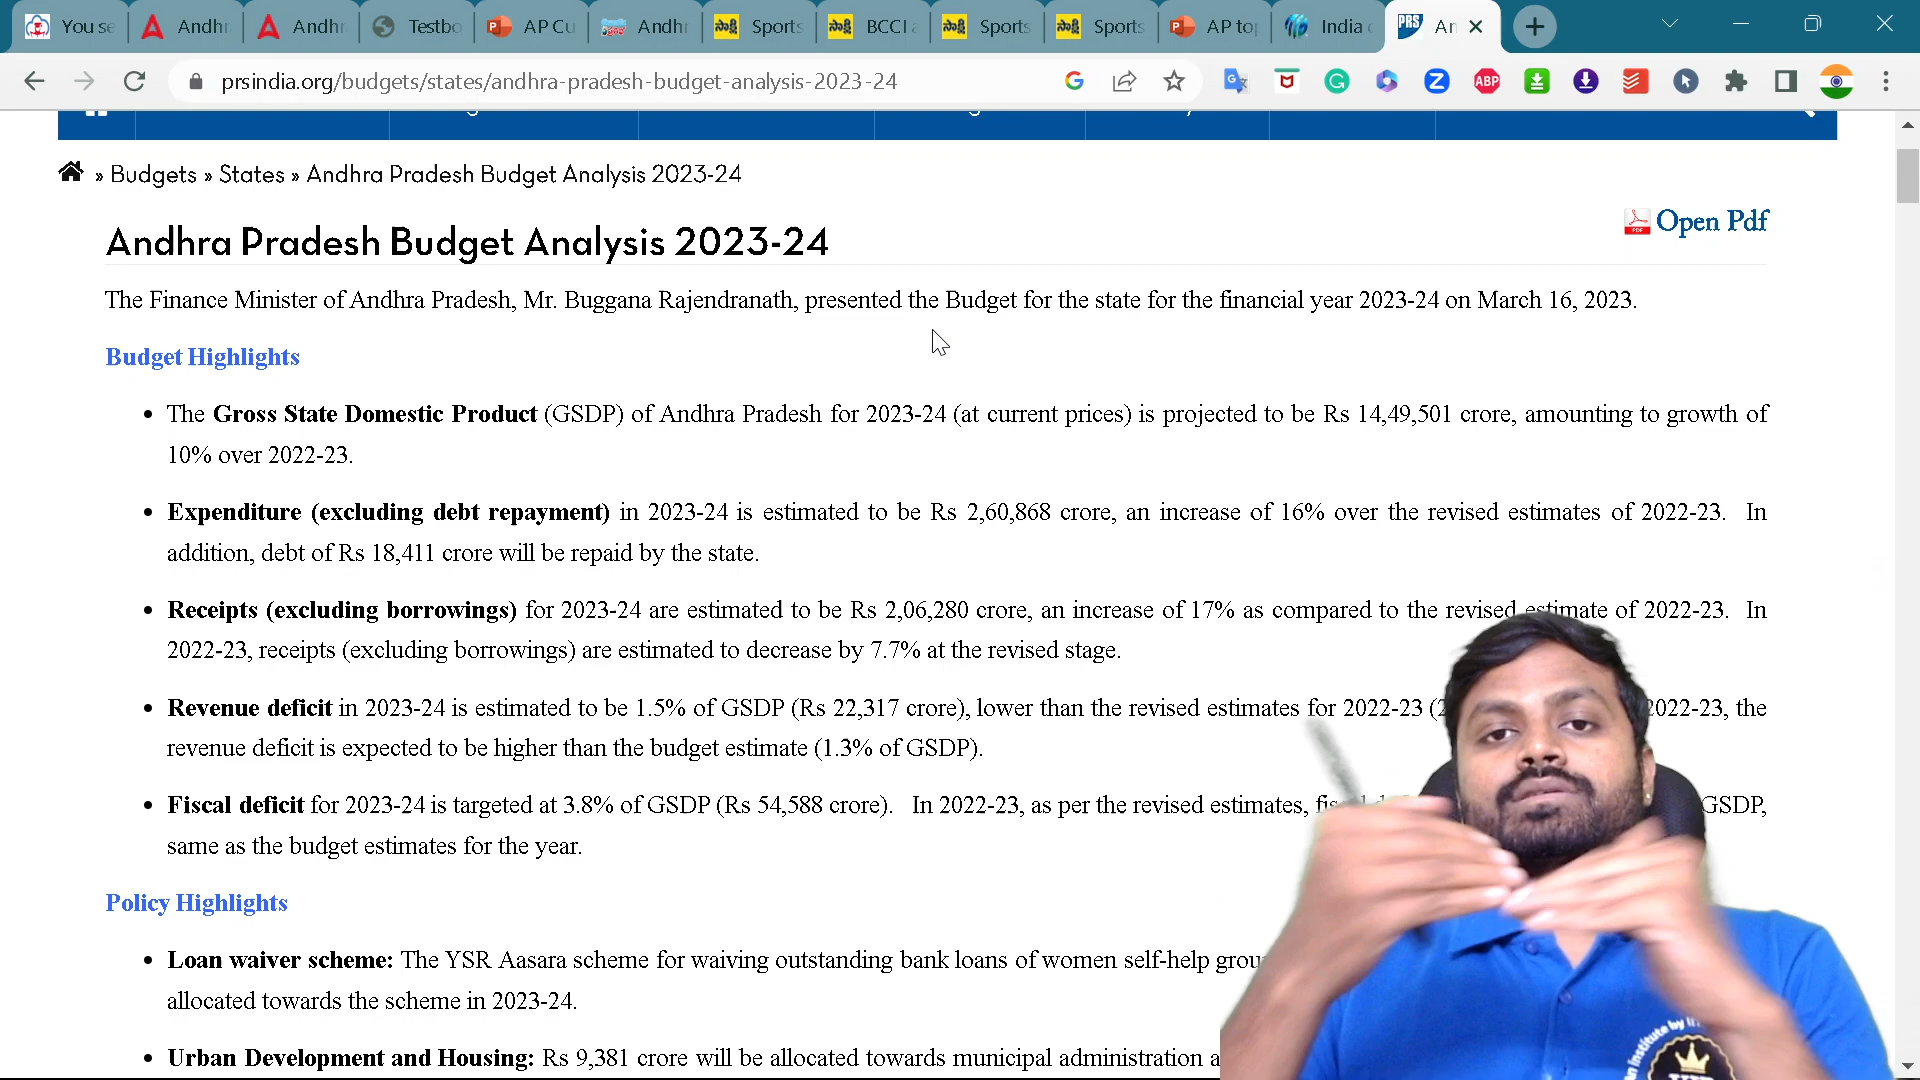 You se
Andhr
Andhr
Testbo
AP Cu
Andhr
సాక్షి Sports
సాక్షి BCCI a
సాక్షి Sports
సాక్షి Sports
AP top
India
PRS An
prsindia.org/budgets/states/andhra-pradesh-budget-analysis-2023-24
ABP
» Budgets » States » Andhra Pradesh Budget Analysis 2023-24
Open Pdf
Andhra Pradesh Budget Analysis 2023-24
The Finance Minister of Andhra Pradesh, Mr. Buggana Rajendranath, presented the Budget for the state for the financial year 2023-24 on March 16, 2023.
Budget Highlights
• The Gross State Domestic Product (GSDP) of Andhra Pradesh for 2023-24 (at current prices) is projected to be Rs 14,49,501 crore, amounting to growth of
10% over 2022-23.
• Expenditure (excluding debt repayment) in 2023-24 is estimated to be Rs 2,60,868 crore, an increase of 16% over the revised estimates of 2022-23. In
addition, debt of Rs 18,411 crore will be repaid by the state.
• Receipts (excluding borrowings) for 2023-24 are estimated to be Rs 2,06,280 crore, an increase of 17% as compared to the revised estimate of 2022-23. In
2022-23, receipts (excluding borrowings) are estimated to decrease by 7.7% at the revised stage.
• Revenue deficit in 2023-24 is estimated to be 1.5% of GSDP (Rs 22,317 crore), lower than the revised estimates for 2022-23 (2 2022-23, the
revenue deficit is expected to be higher than the budget estimate (1.3% of GSDP).
• Fiscal deficit for 2023-24 is targeted at 3.8% of GSDP (Rs 54,588 crore). In 2022-23, as per the revised estimates, GSDP,
same as the budget estimates for the year.
Policy Highlights
• Loan waiver scheme: The YSR Aasara scheme for waiving outstanding bank loans of women self-help grou
allocated towards the scheme in 2023-24.
• Urban Development and Housing: Rs 9,381 crore will be allocated towards municipal administration a